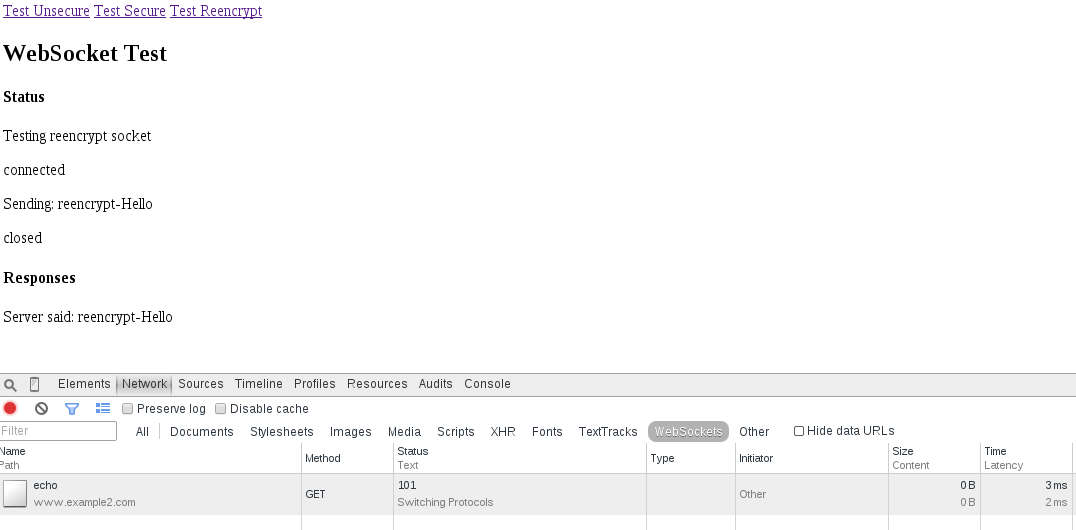 Test Unsecure Test Secure Test Reencrypt
WebSocket Test
Status
Testing reencrypt socket
connected
Sending: reencrypt-Hello
closed
Responses
Server said: reencrypt-Hello
Elements Network Sources Timeline Profiles Resources Audits Console
Preserve log Disable cache
Filter All Documents Stylesheets Images Media Scripts XHR Fonts TextTracks WebSockets Other Hide data URLs
Name Method Status Type Initiator Size Time
Path Text Content Latency
echo GET 101 Other 0 B 3 ms
www.example2.com Switching Protocols 0 B 2 ms